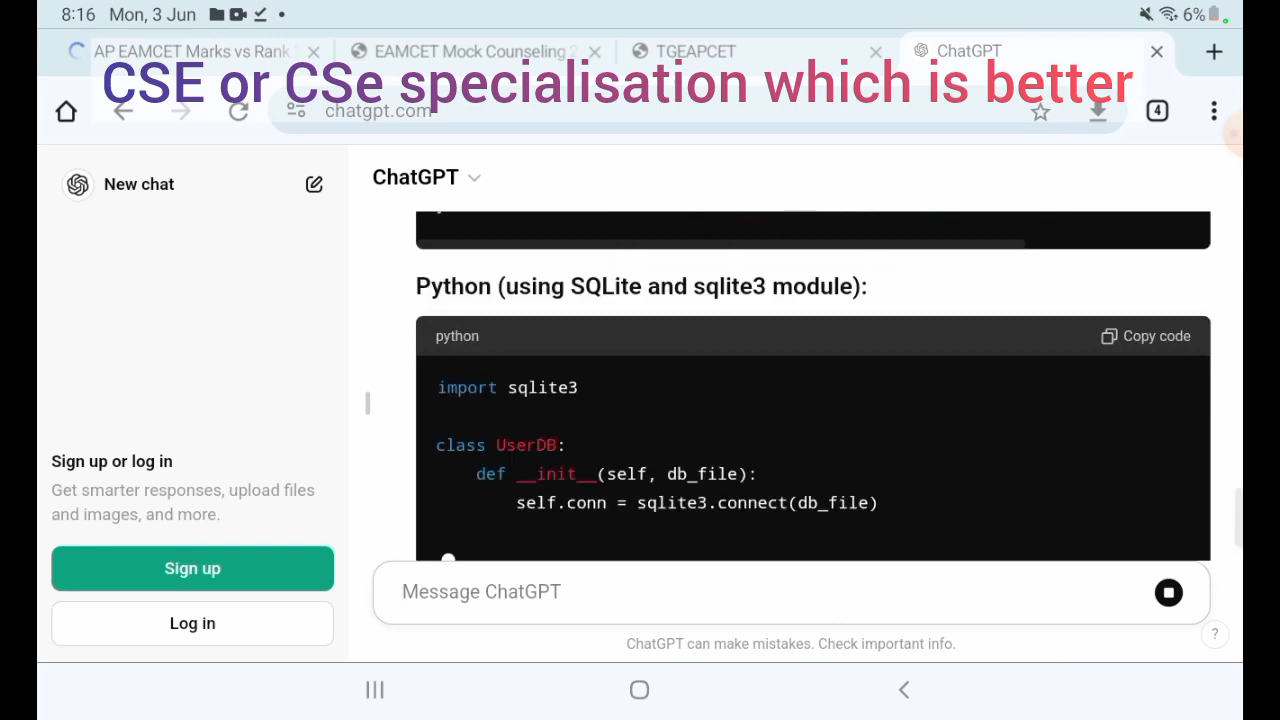 8:16 Mon, 3 Jun 6%
AP EAMCET Marks vs Rank EAMCET Mock Counseling 2 TGEAPCET ChatGPT
CSE or CSe specialisation which is better
chatgpt.com 4
New chat
ChatGPT
Python (using SQLite and sqlite3 module):
python Copy code
import sqlite3
class UserDB:
def __init__(self, db_file):
self.conn = sqlite3.connect(db_file)
Sign up or log in
Get smarter responses, upload files
and images, and more.
Sign up
Log in
Message ChatGPT
ChatGPT can make mistakes. Check important info.
?